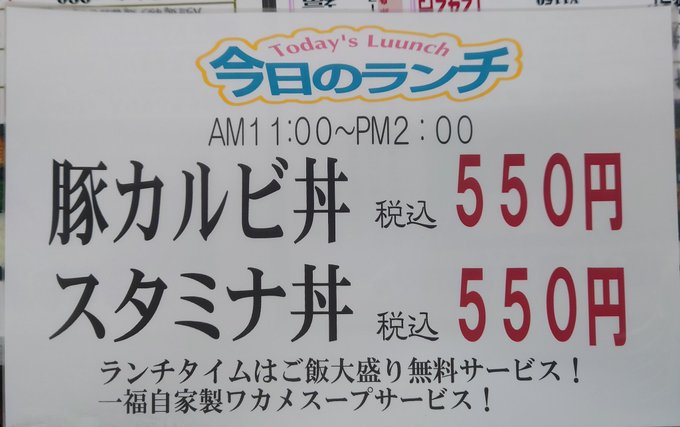 Today's Luunch
今日のランチ
AM11:00~PM2:00
豚カルビ丼 税込 550円
スタミナ丼 税込 550円
ランチタイムはご飯大盛り無料サービス!
一福自家製ワカメスープサービス!